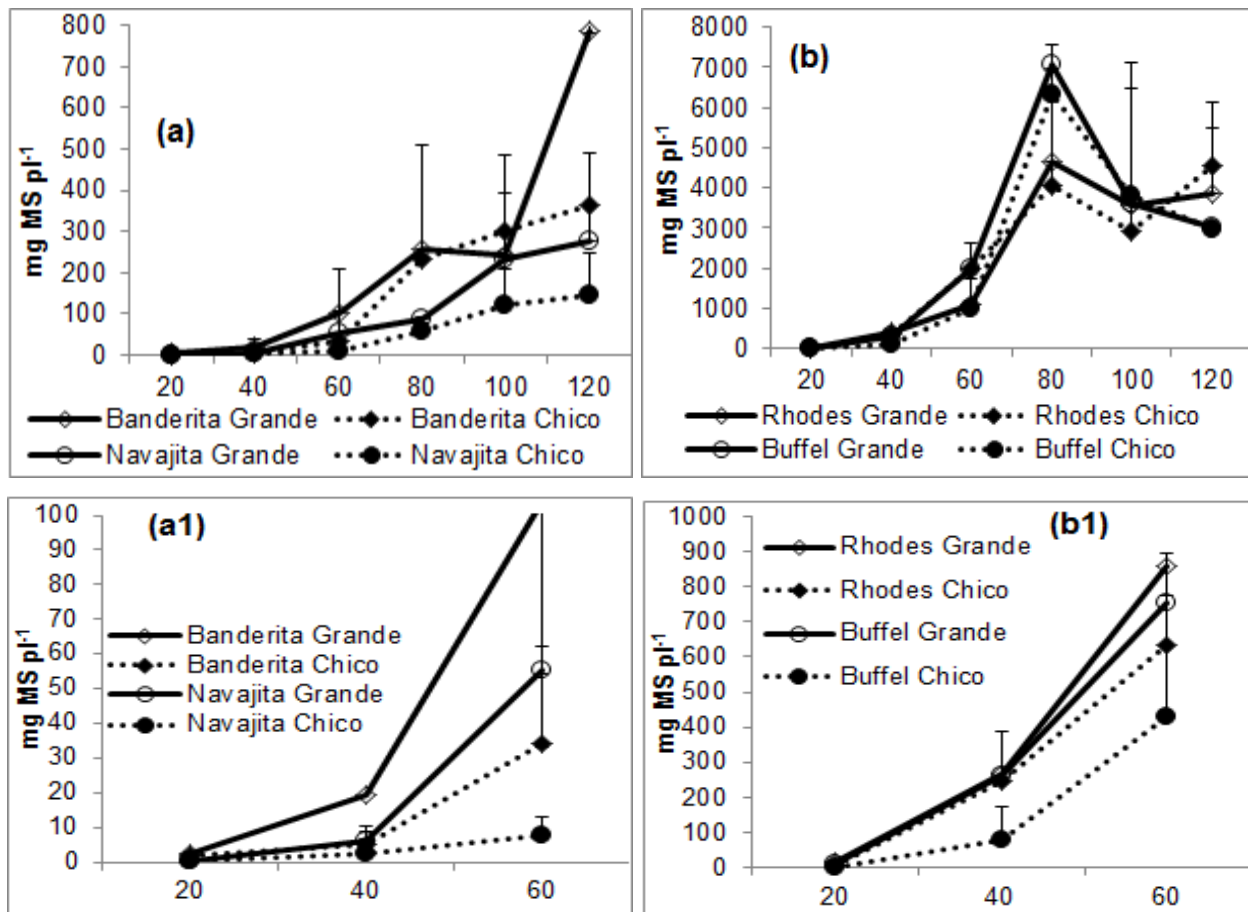 (a)
mg MS pl⁻¹
800
700
600
500
400
300
200
100
0
20 40 60 80 100 120
Banderita Grande Banderita Chico
Navajita Grande Navajita Chico
(b)
mg MS pl⁻¹
8000
7000
6000
5000
4000
3000
2000
1000
0
20 40 60 80 100 120
Rhodes Grande Rhodes Chico
Buffel Grande Buffel Chico
(a1)
mg MS pl⁻¹
100
90
80
70
60
50
40
30
20
10
0
Banderita Grande
Banderita Chico
Navajita Grande
Navajita Chico
20 40 60
(b1)
mg MS pl⁻¹
1000
900
800
700
600
500
400
300
200
100
0
Rhodes Grande
Rhodes Chico
Buffel Grande
Buffel Chico
20 40 60